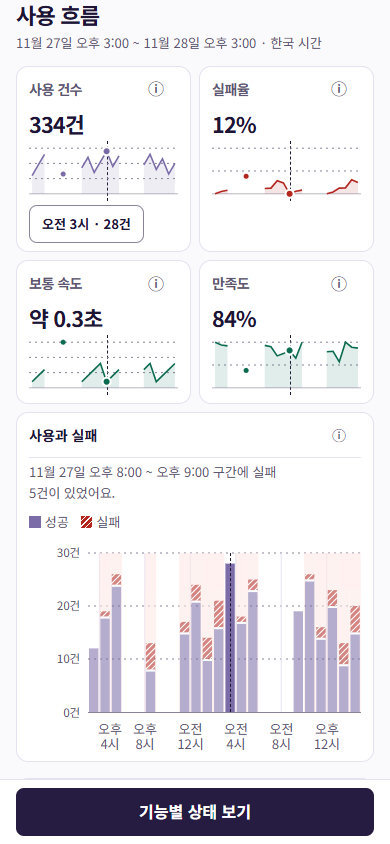 사용 흐름
11월 27일 오후 3:00 ~ 11월 28일 오후 3:00 · 한국 시간
사용 건수 ⓘ
334건
오전 3시 · 28건
실패율 ⓘ
12%
보통 속도 ⓘ
약 0.3초
만족도 ⓘ
84%
사용과 실패 ⓘ
11월 27일 오후 8:00 ~ 오후 9:00 구간에 실패
5건이 있었어요.
성공 실패
30건
20건
10건
0건
오후 4시
오후 8시
오전 12시
오전 4시
오전 8시
오후 12시
기능별 상태 보기